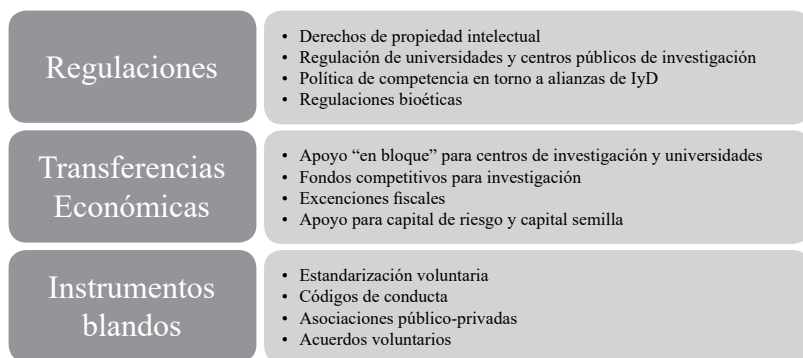 Regulaciones
• Derechos de propiedad intelectual
• Regulación de universidades y centros públicos de investigación
• Política de competencia en torno a alianzas de IyD
• Regulaciones bioéticas
Transferencias
Económicas
• Apoyo “en bloque” para centros de investigación y universidades
• Fondos competitivos para investigación
• Excenciones fiscales
• Apoyo para capital de riesgo y capital semilla
Instrumentos
blandos
• Estandarización voluntaria
• Códigos de conducta
• Asociaciones público-privadas
• Acuerdos voluntarios